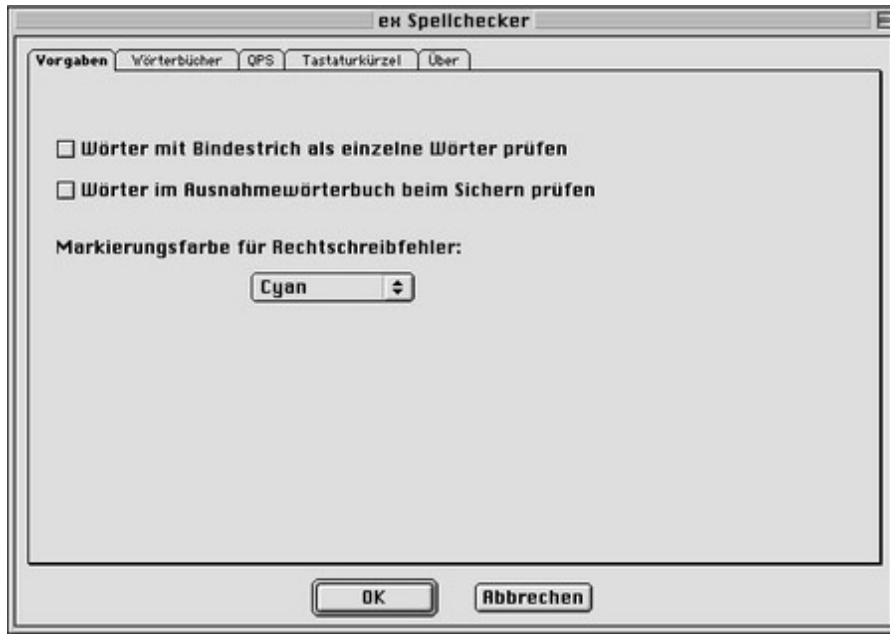 ex Spellchecker
Vorgaben Wörterbücher QPS Tastaturkürzel Über
Wörter mit Bindestrich als einzelne Wörter prüfen
Wörter im Ausnahmewörterbuch beim Sichern prüfen
Markierungsfarbe für Rechtschreibfehler:
Cyan
OK Abbrechen